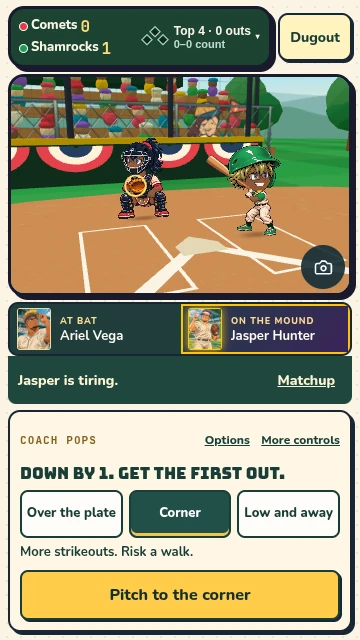 Comets 0
Shamrocks 1
Top 4 · 0 outs
0–0 count
Dugout
AT BAT
Ariel Vega
ON THE MOUND
Jasper Hunter
Jasper is tiring.
Matchup
COACH POPS
Options
More controls
DOWN BY 1. GET THE FIRST OUT.
Over the plate
Corner
Low and away
More strikeouts. Risk a walk.
Pitch to the corner